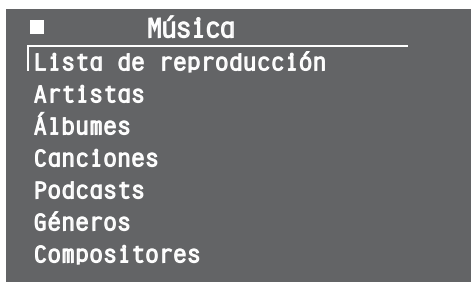 Música
Lista de reproducción
Artistas
Álbumes
Canciones
Podcasts
Géneros
Compositores